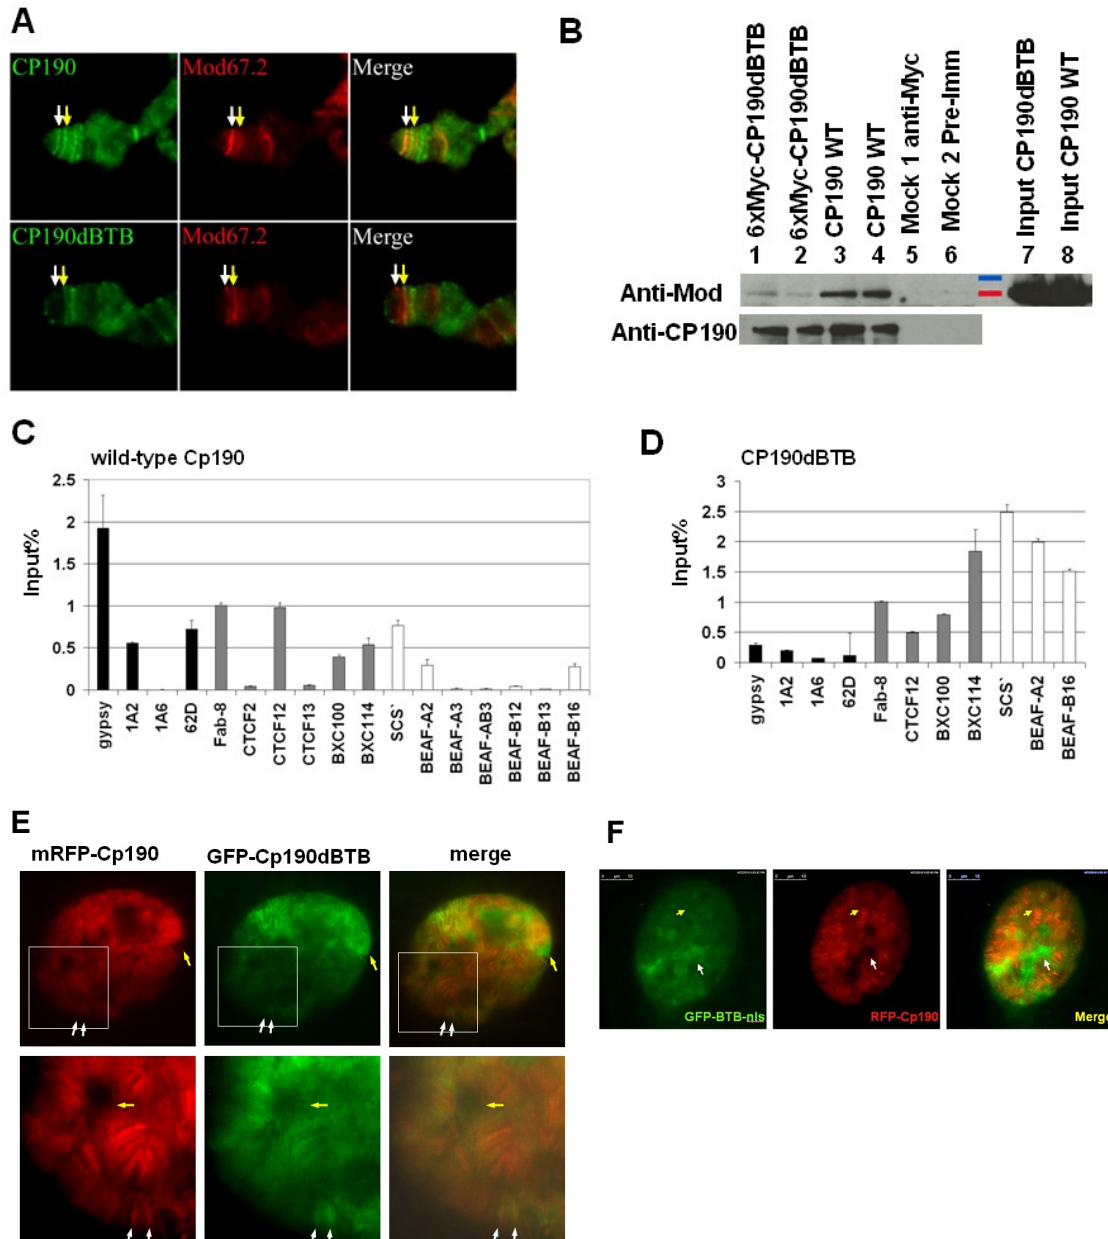 A
CP190
Mod67.2
Merge
CP190dBTB
Mod67.2
Merge
B
6xMyc-CP190dBTB
6xMyc-CP190dBTB
CP190 WT
CP190 WT
Mock 1 anti-Myc
Mock 2 Pre-Imm
Input CP190dBTB
Input CP190 WT
1 2 3 4 5 6 7 8
Anti-Mod
Anti-CP190
C
wild-type Cp190
Input%
2.5
2
1.5
1
0.5
0
gypsy
1A2
1A6
62D
Fab-8
CTCF2
CTCF12
CTCF13
BXC100
BXC114
SCS`
BEAF-A2
BEAF-A3
BEAF-AB3
BEAF-B12
BEAF-B13
BEAF-B16
D
CP190dBTB
Input%
3
2.5
2
1.5
1
0.5
0
gypsy
1A2
1A6
62D
Fab-8
CTCF12
BXC100
BXC114
SCS`
BEAF-A2
BEAF-B16
E
mRFP-Cp190
GFP-Cp190dBTB
merge
F
GFP-BTB-nls
RFP-Cp190
Merge